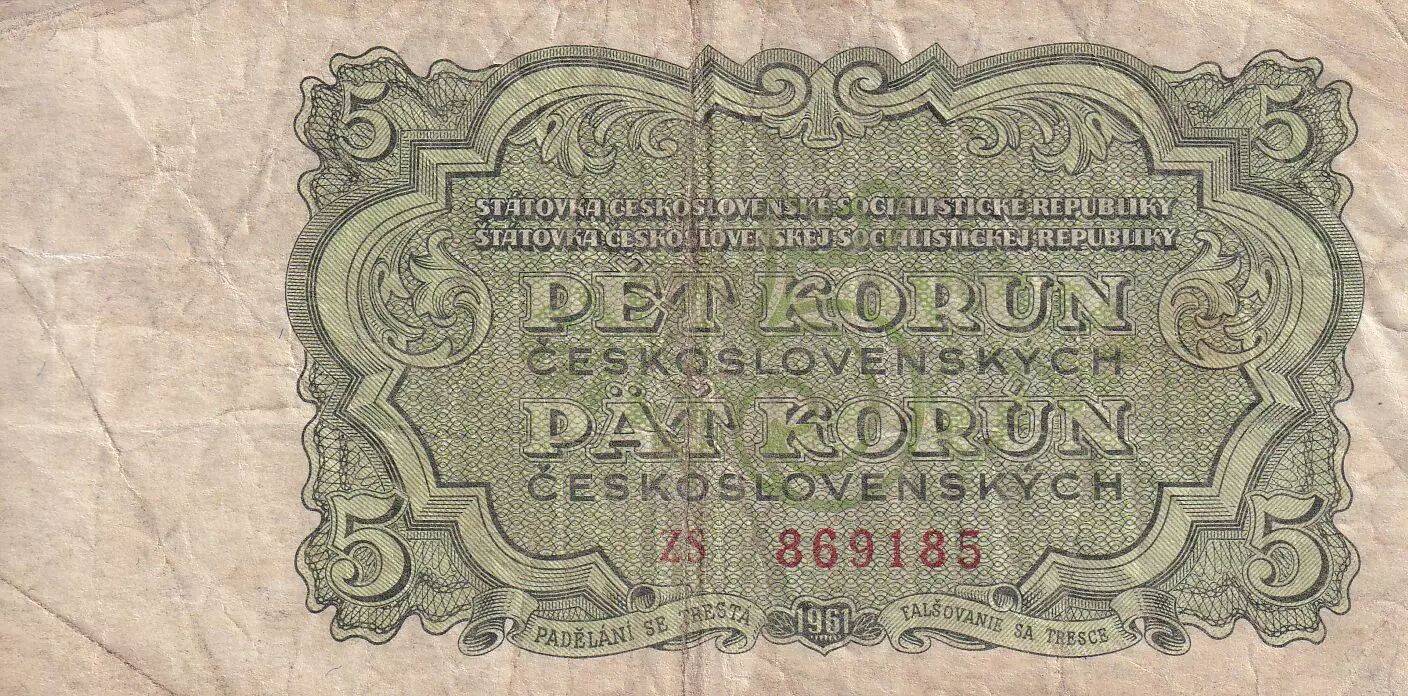 5 5
STÁTOVKA ČESKOSLOVENSKÉ SOCIALISTICKÉ REPUBLIKY
ŠTÁTOVKA ČESKOSLOVENSKEJ SOCIALISTICKEJ REPUBLIKY
PĚT KORUN
ČESKOSLOVENSKÝCH
PÄŤ KORÚN
ČESKOSLOVENSKÝCH
ZS 869185
5 5
PADĚLÁNÍ SE TRESTÁ 1961 FALŠOVANIE SA TRESCE